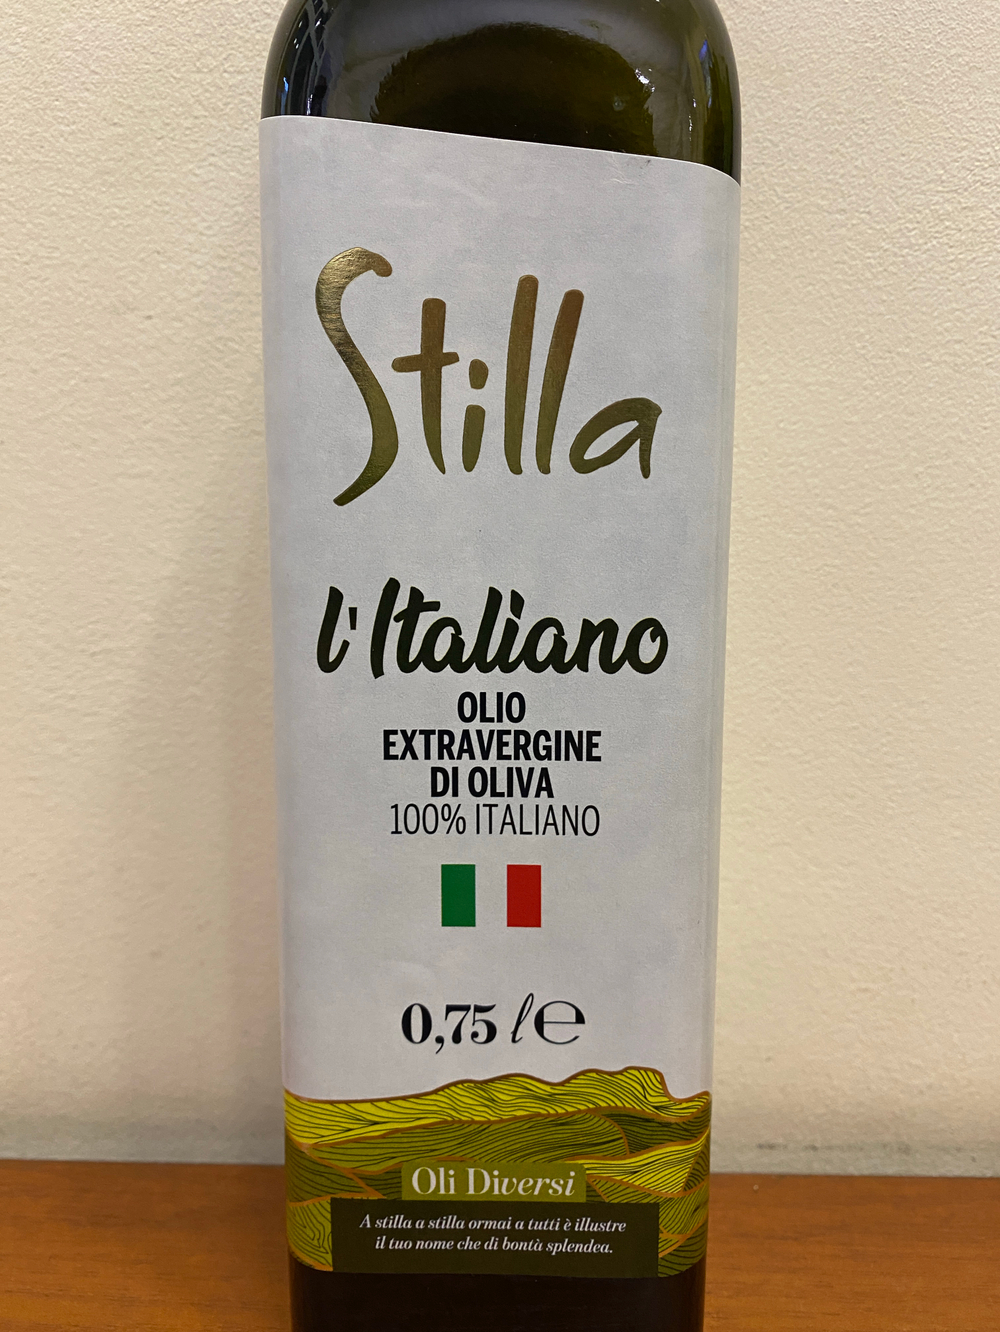 Stilla
l'Italiano
OLIO
EXTRAVERGINE
DI OLIVA
100% ITALIANO
0,75 ℓ ℮
Oli Diversi
A stilla a stilla ormai a tutti è illustre
il tuo nome che di bontà splendea.